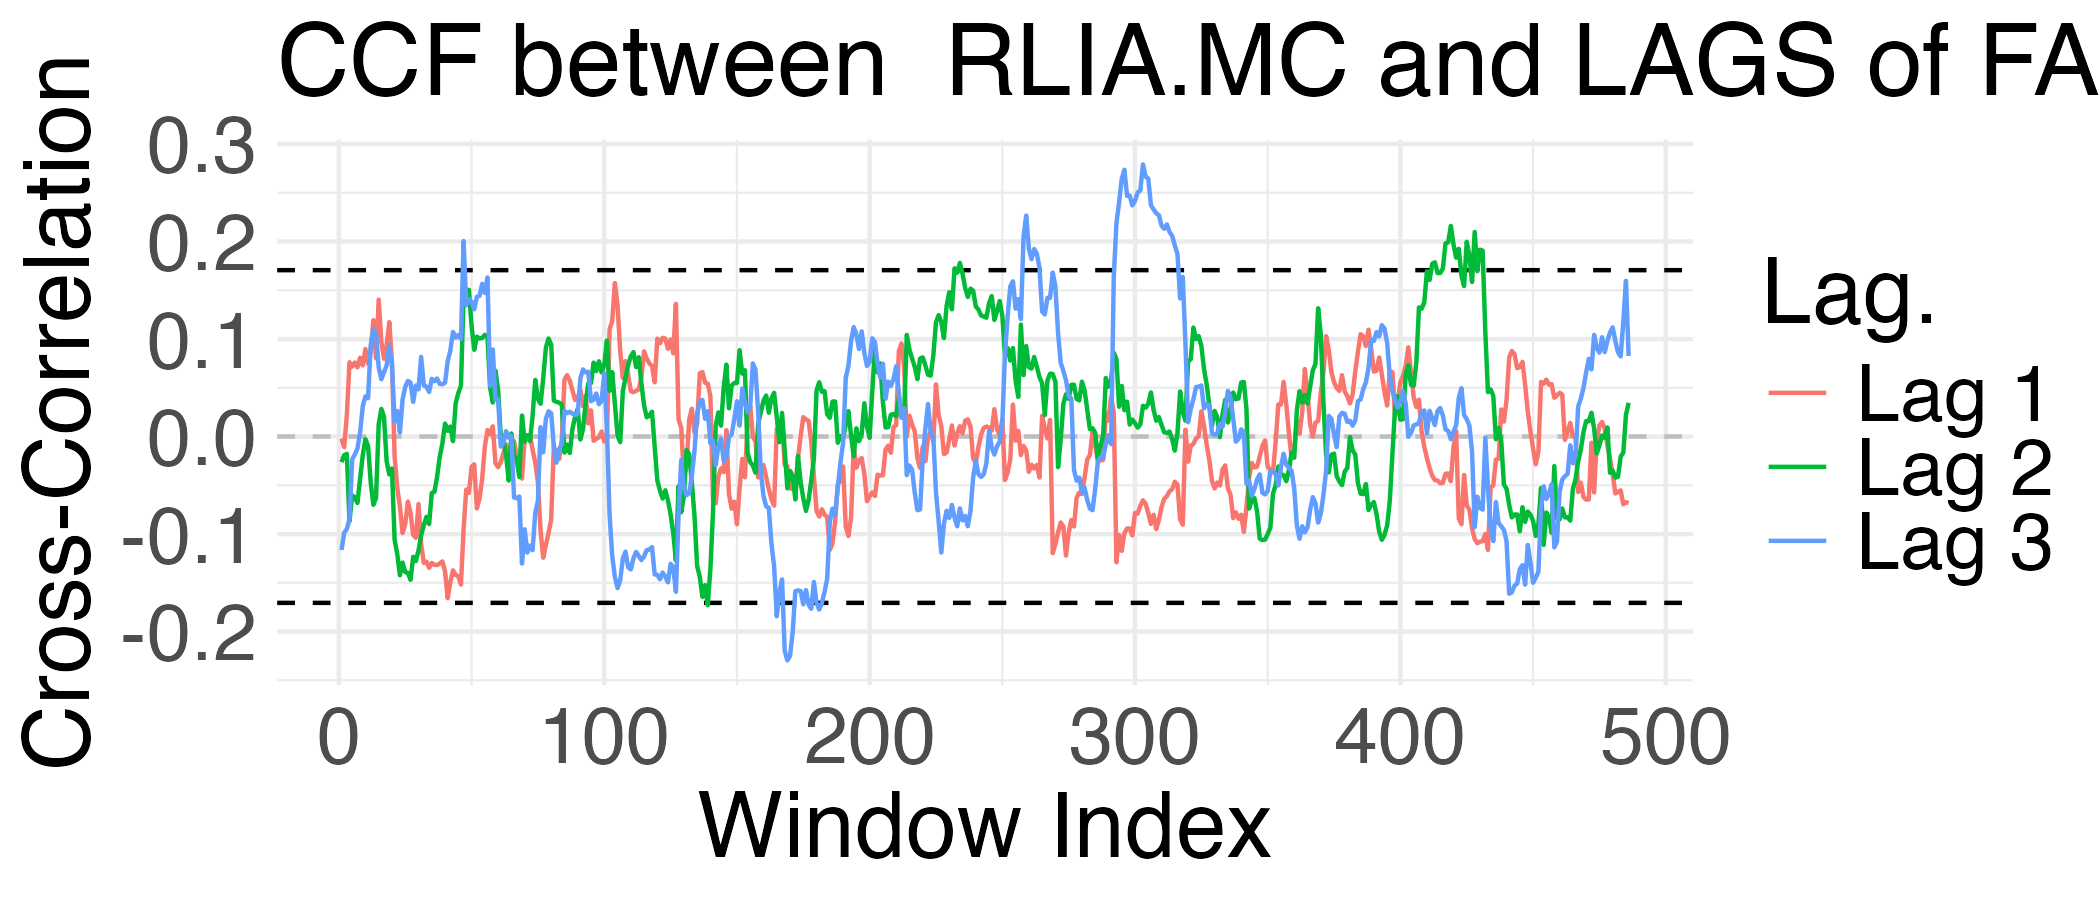 CCF between  RLIA.MC and LAGS of FA
Cross-Correlation
0.3
0.2
0.1
0.0
-0.1
-0.2
0
100
200
300
400
500
Window Index
Lag.
Lag 1
Lag 2
Lag 3